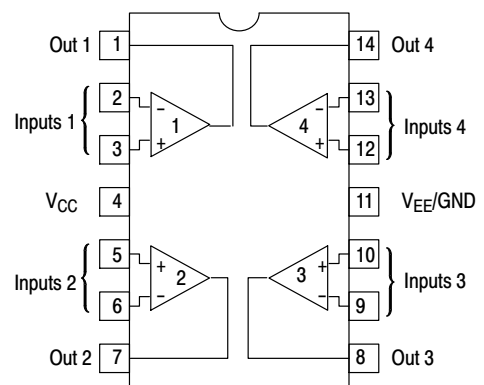 Out 1 1 14 Out 4
2 13
Inputs 1 − − Inputs 4
1 4
3 + + 12
VCC 4 11 VEE/GND
5 + + 10
Inputs 2 2 3 Inputs 3
6 − − 9
Out 2 7 8 Out 3